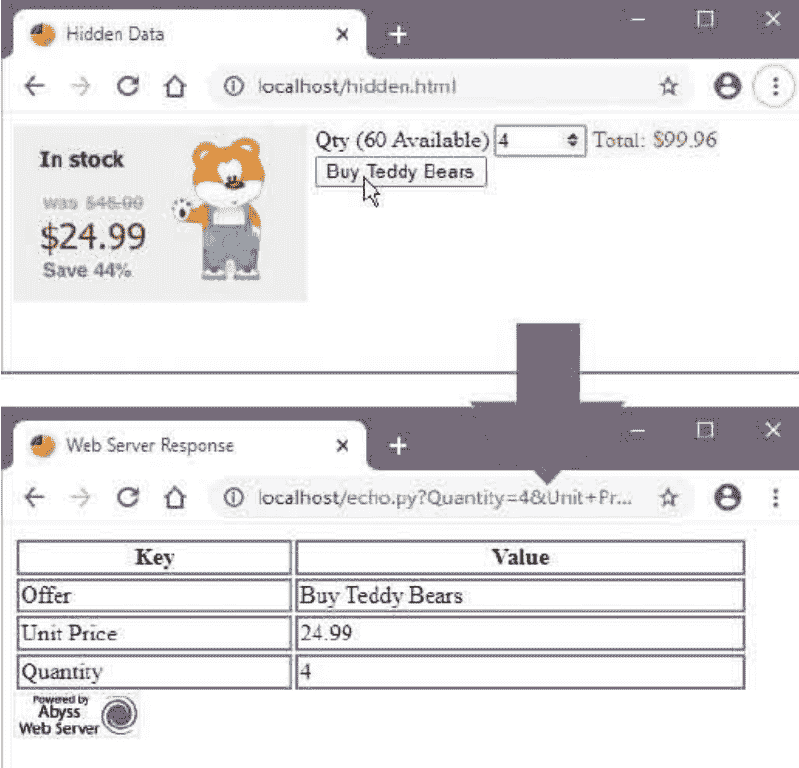 Hidden Data
localhost/hidden.html
In stock
was $45.00
$24.99
Save 44%
Qty (60 Available) 4 Total: $99.96
Buy Teddy Bears
Web Server Response
localhost/echo.py?Quantity=4&Unit+Pr...
Key Value
Offer Buy Teddy Bears
Unit Price 24.99
Quantity 4
Powered by
Abyss
Web Server